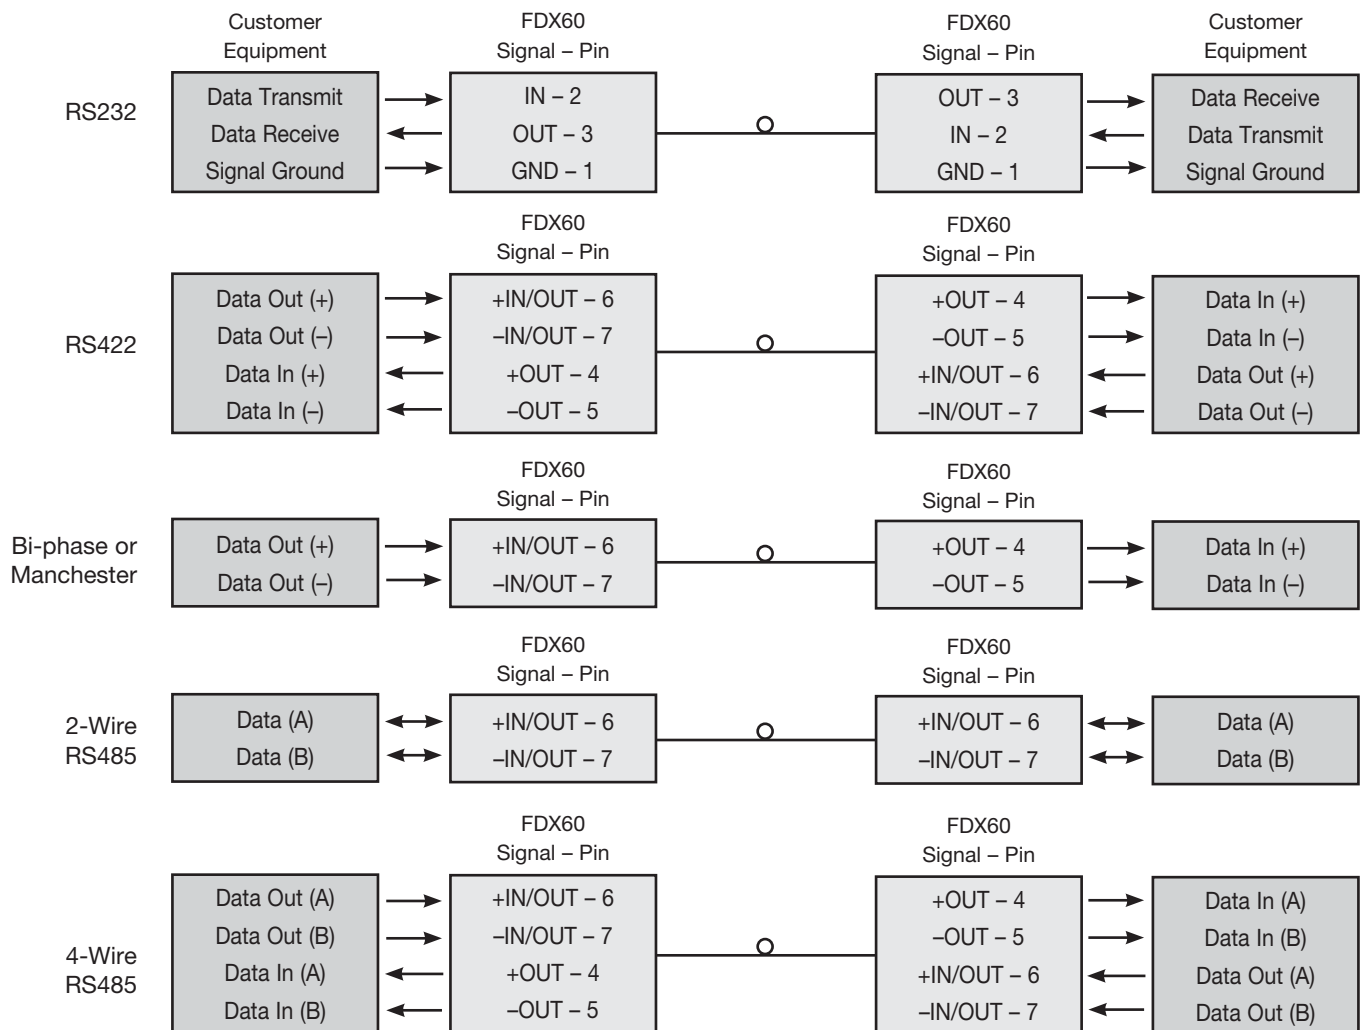 Customer
Equipment
FDX60
Signal – Pin
FDX60
Signal – Pin
Customer
Equipment
RS232
Data Transmit
Data Receive
Signal Ground
IN – 2
OUT – 3
GND – 1
OUT – 3
IN – 2
GND – 1
Data Receive
Data Transmit
Signal Ground
FDX60
Signal – Pin
FDX60
Signal – Pin
RS422
Data Out (+)
Data Out (–)
Data In (+)
Data In (–)
+IN/OUT – 6
–IN/OUT – 7
+OUT – 4
–OUT – 5
+OUT – 4
–OUT – 5
+IN/OUT – 6
–IN/OUT – 7
Data In (+)
Data In (–)
Data Out (+)
Data Out (–)
FDX60
Signal – Pin
FDX60
Signal – Pin
Bi-phase or
Manchester
Data Out (+)
Data Out (–)
+IN/OUT – 6
–IN/OUT – 7
+OUT – 4
–OUT – 5
Data In (+)
Data In (–)
FDX60
Signal – Pin
FDX60
Signal – Pin
2-Wire
RS485
Data (A)
Data (B)
+IN/OUT – 6
–IN/OUT – 7
+IN/OUT – 6
–IN/OUT – 7
Data (A)
Data (B)
FDX60
Signal – Pin
FDX60
Signal – Pin
4-Wire
RS485
Data Out (A)
Data Out (B)
Data In (A)
Data In (B)
+IN/OUT – 6
–IN/OUT – 7
+OUT – 4
–OUT – 5
+OUT – 4
–OUT – 5
+IN/OUT – 6
–IN/OUT – 7
Data In (A)
Data In (B)
Data Out (A)
Data Out (B)